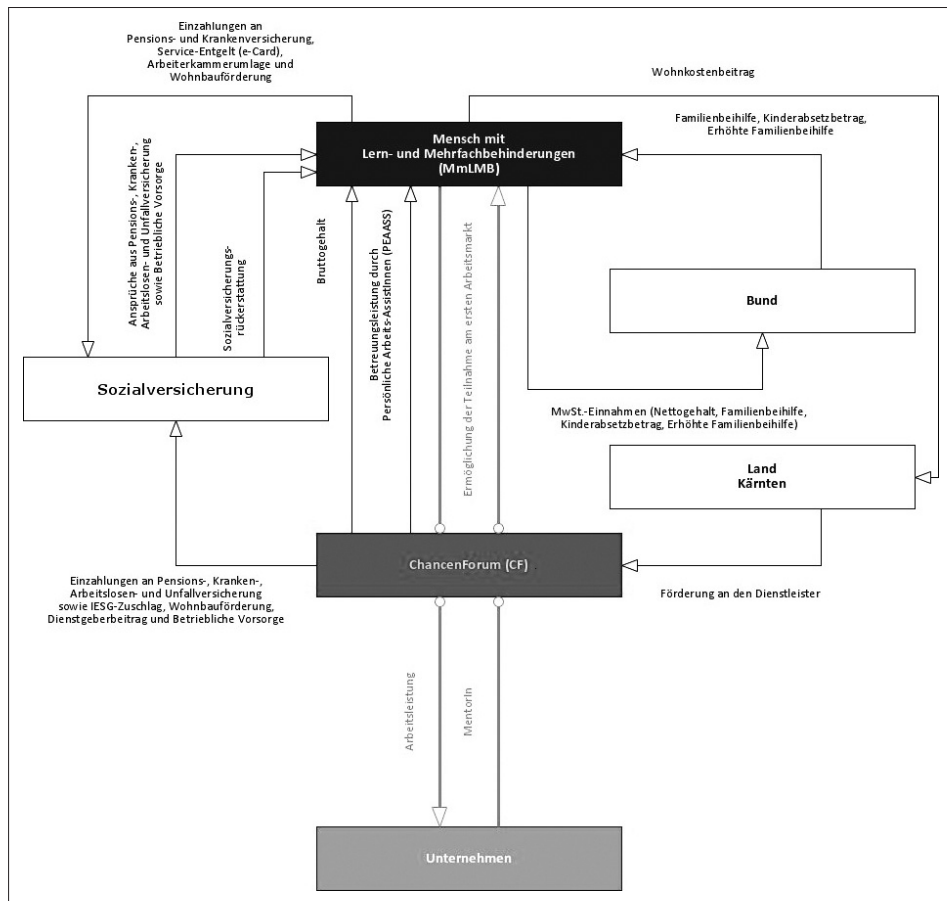 Einzahlungen an
Pensions- und Krankenversicherung,
Service-Entgelt (e-Card),
Arbeiterkammerumlage und
Wohnbauförderung
Wohnkostenbeitrag
Mensch mit
Lern- und Mehrfachbehinderungen
(MmLMB)
Familienbeihilfe, Kinderabsetzbetrag,
Erhöhte Familienbeihilfe
Ansprüche aus Pensions-, Kranken-,
Arbeitslosen- und Unfallversicherung
sowie Betriebliche Vorsorge
Sozialversicherungs-
rückerstattung
Bruttogehalt
Betreuungsleistung durch
Persönliche Arbeits-AssistInnen (PEAASS)
Ermöglichung der Teilnahme am ersten Arbeitsmarkt
Bund
Sozialversicherung
MwSt.-Einnahmen (Nettogehalt, Familienbeihilfe,
Kinderabsetzbetrag, Erhöhte Familienbeihilfe)
Land
Kärnten
ChancenForum (CF)
Einzahlungen an Pensions-, Kranken-,
Arbeitslosen- und Unfallversicherung
sowie IESG-Zuschlag, Wohnbauförderung,
Dienstgeberbeitrag und Betriebliche Vorsorge
Förderung an den Dienstleister
Arbeitsleistung
MentorIn
Unternehmen